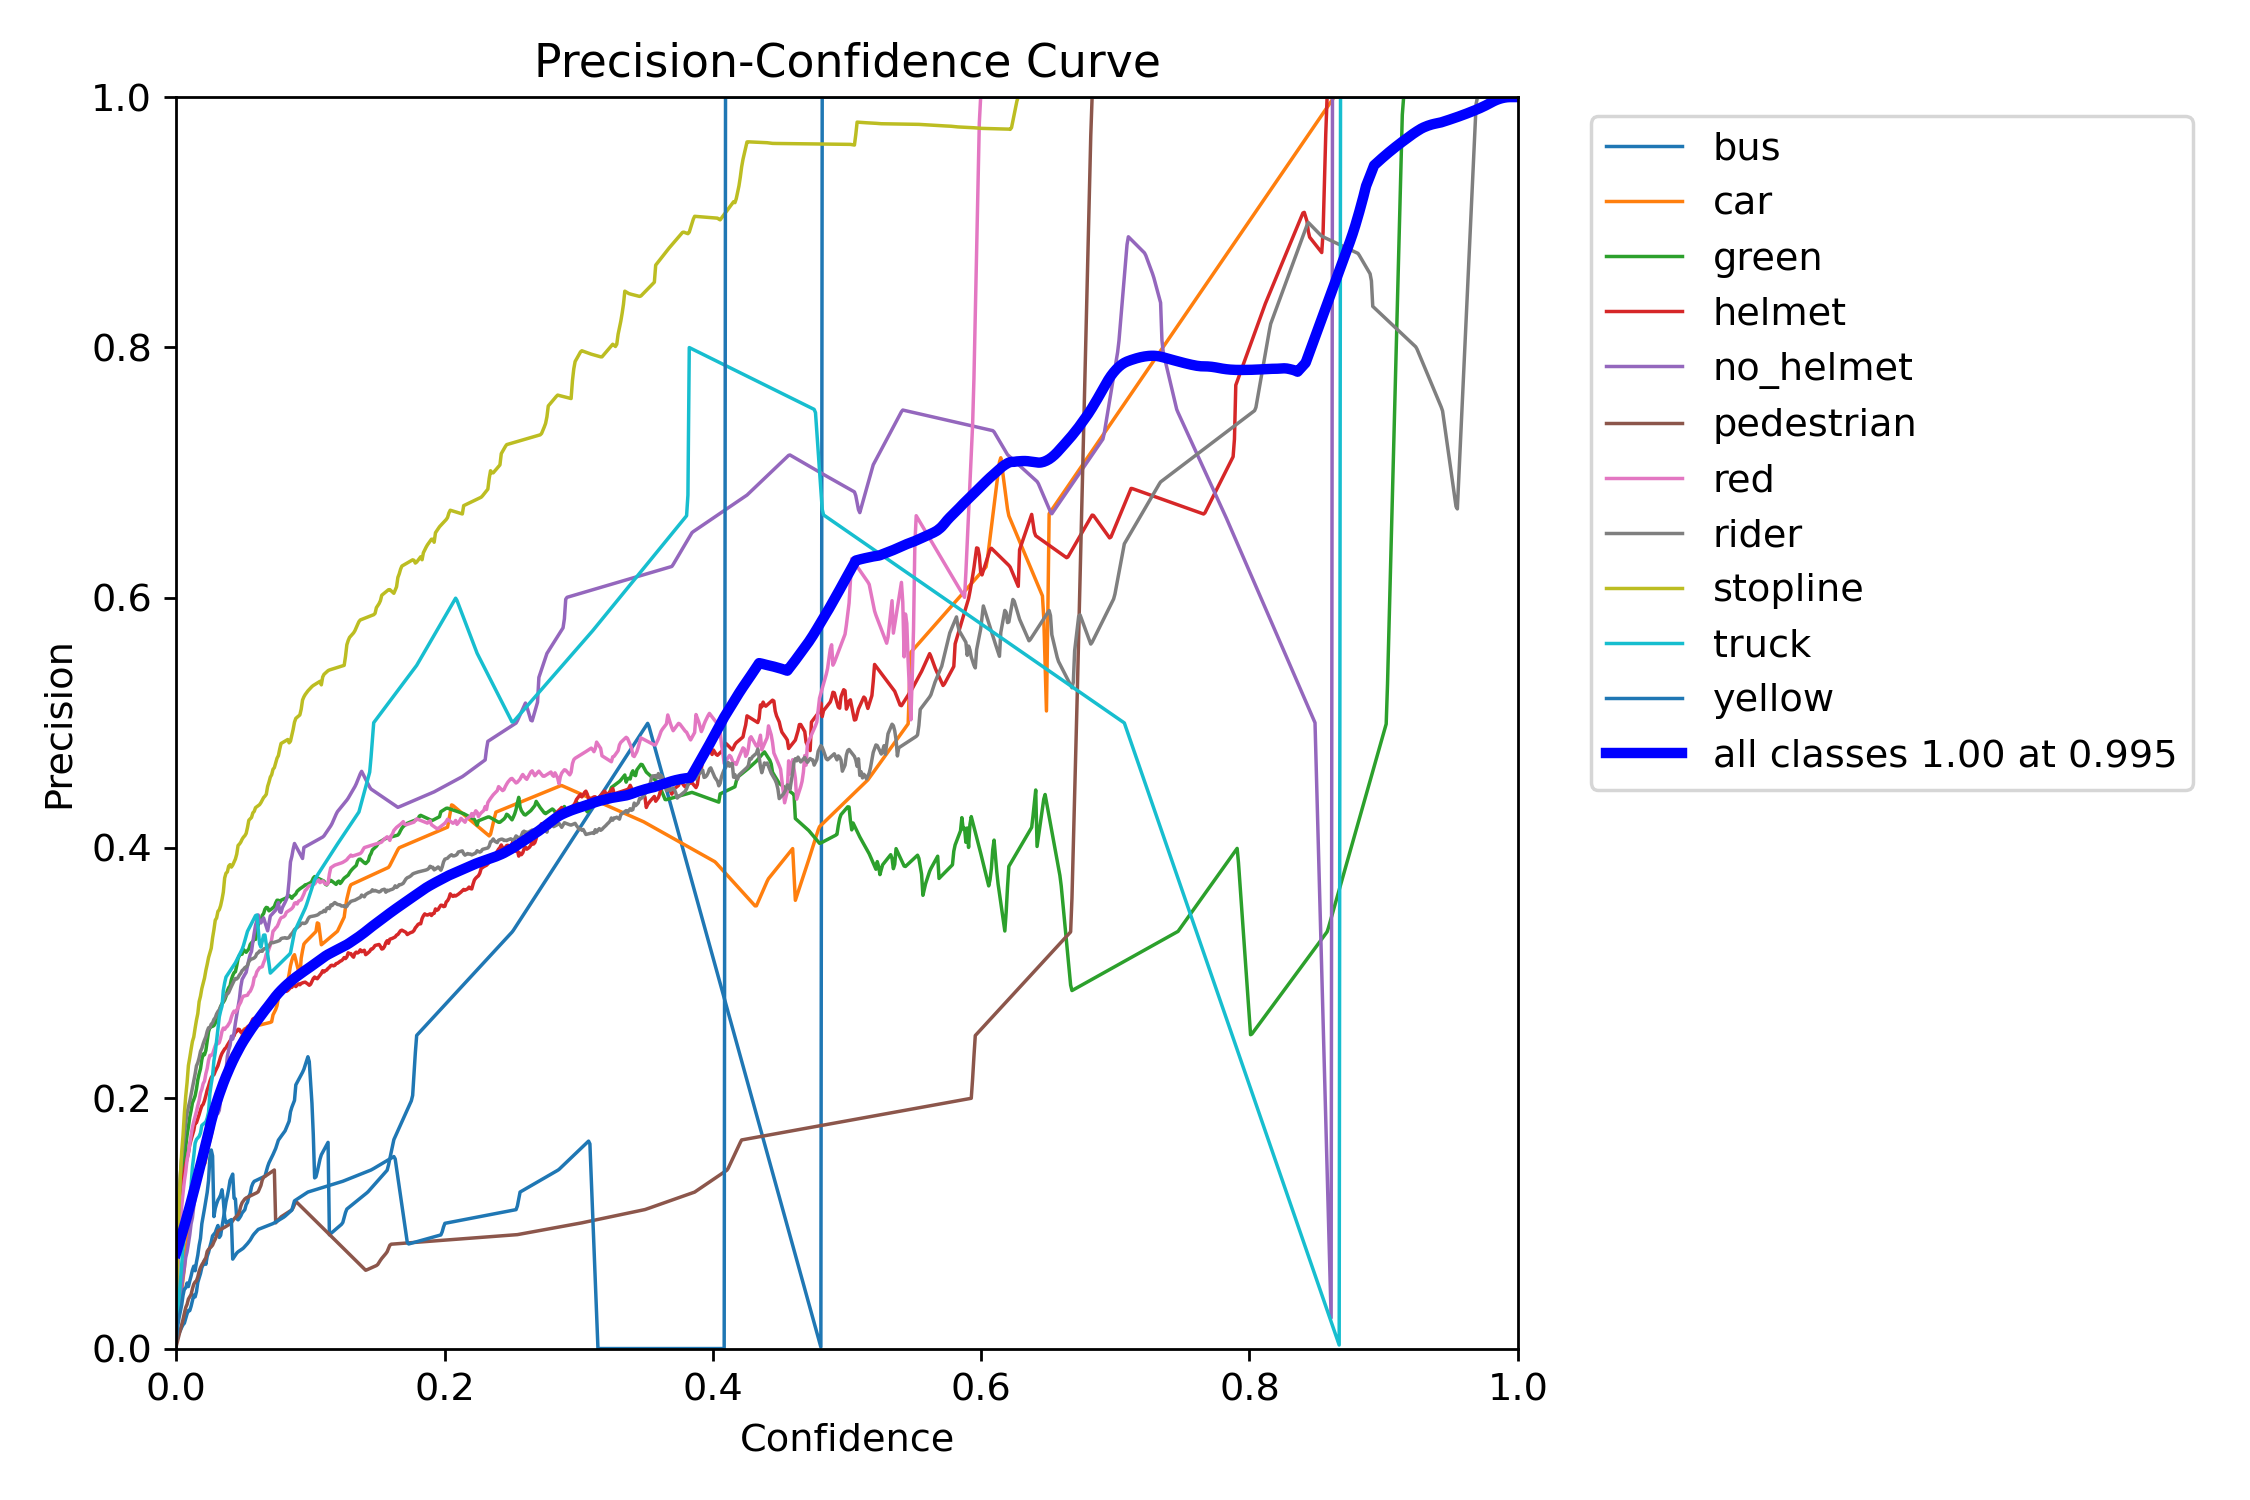 Precision-Confidence Curve
1.0
0.8
0.6
0.4
0.2
0.0
Precision
0.0 0.2 0.4 0.6 0.8 1.0
Confidence
bus
car
green
helmet
no_helmet
pedestrian
red
rider
stopline
truck
yellow
all classes 1.00 at 0.995